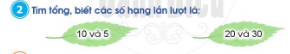 2 Tìm tổng, biết các số hạng lần lượt là:
10 và 5
20 và 30